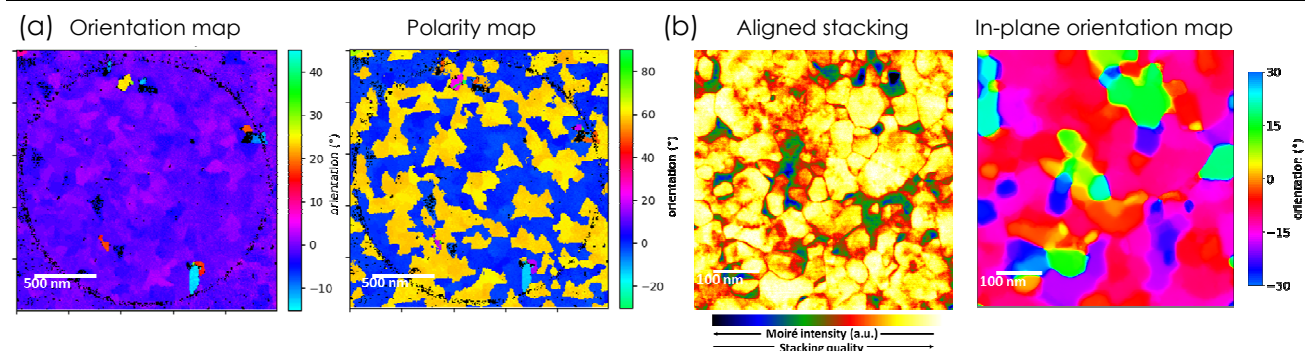 (a) Orientation map
Polarity map
(b) Aligned stacking
In-plane orientation map
40
30
20
10
0
−10
orientation (°)
500 nm
80
60
40
20
0
−20
orientation (°)
500 nm
100 nm
Moiré intensity (a.u.)
Stacking quality
100 nm
30
15
0
−15
−30
orientation (°)